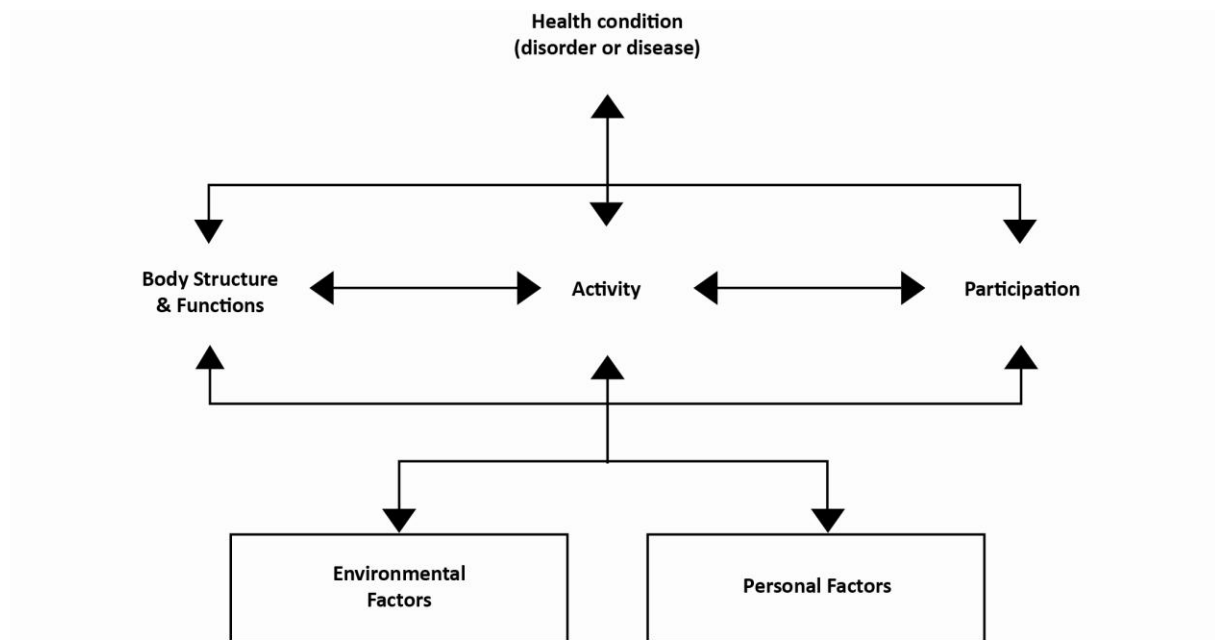 Health condition
(disorder or disease)
Body Structure
& Functions
Activity
Participation
Environmental
Factors
Personal Factors